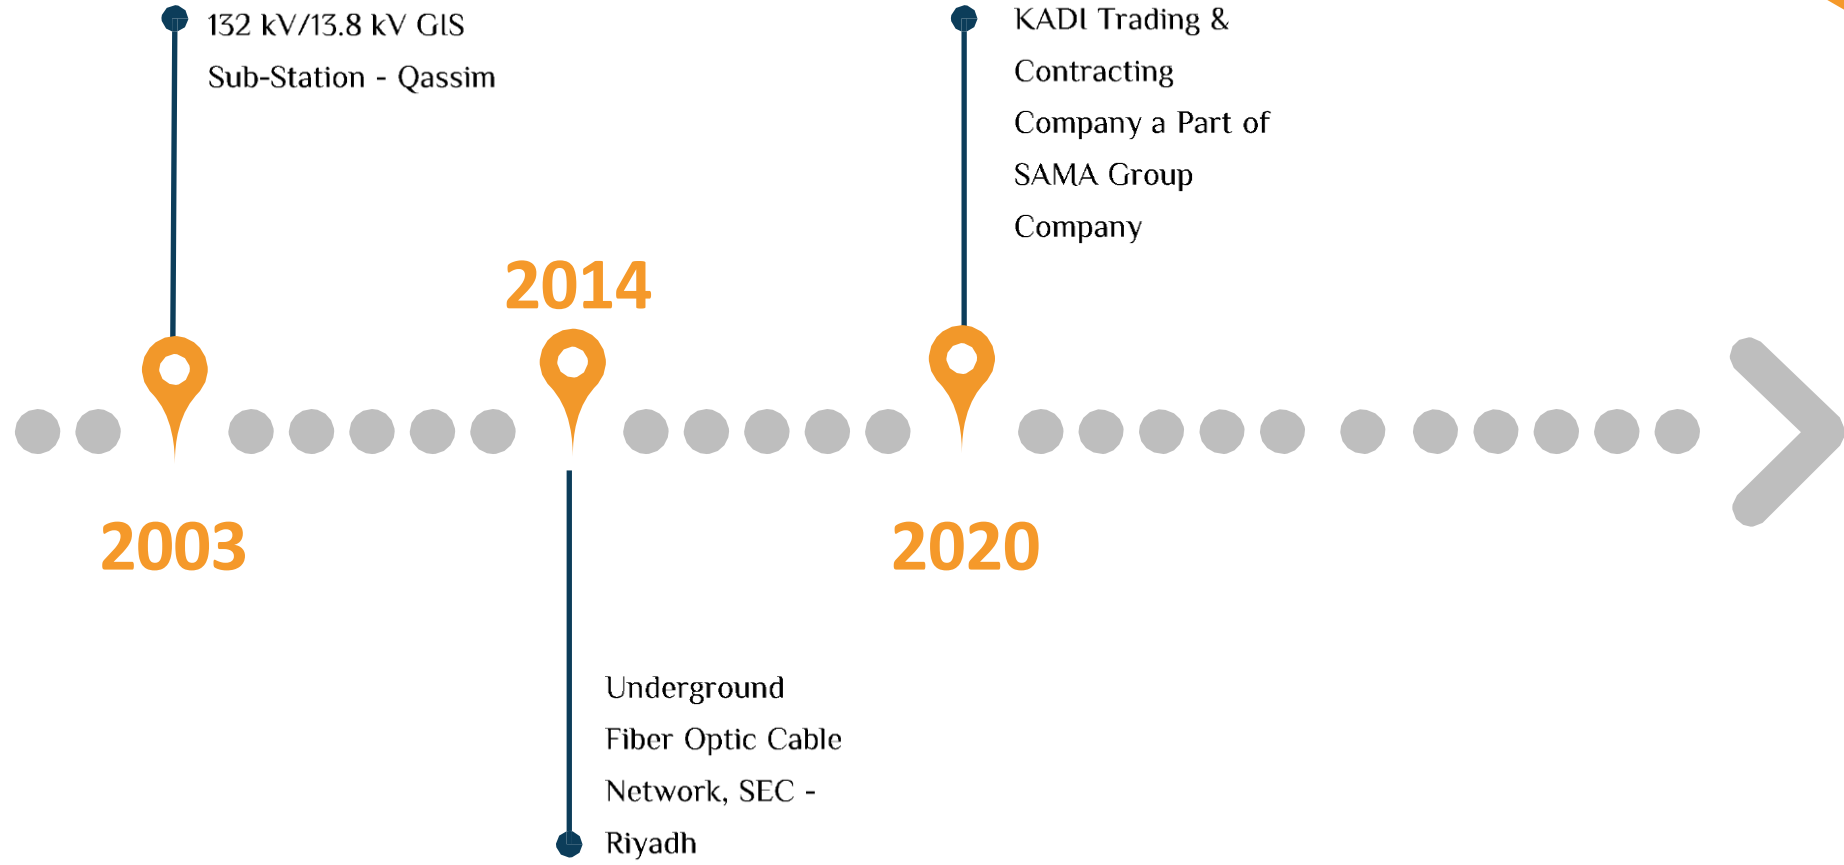 132 kV/13.8 kV GIS
Sub-Station - Qassim
2003
2014
Underground
Fiber Optic Cable
Network, SEC -
Riyadh
KADI Trading &
Contracting
Company a Part of
SAMA Group
Company
2020